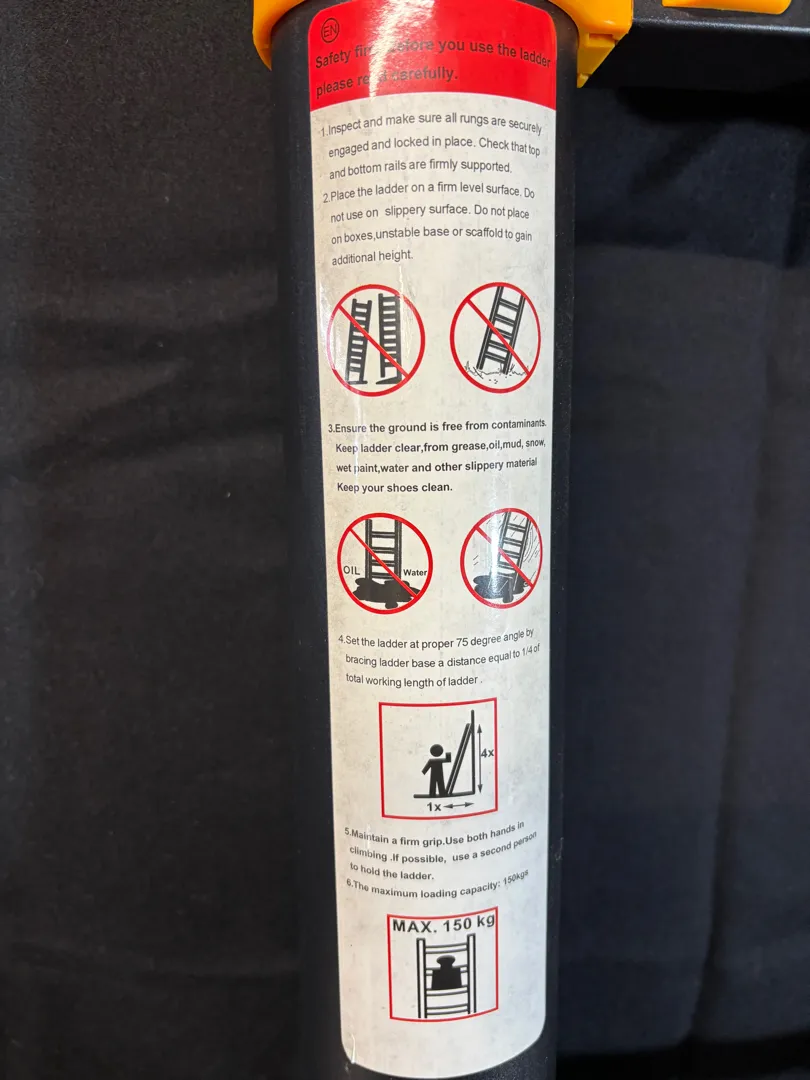 EN
Safety first before you use the ladder
please read carefully.
1.Inspect and make sure all rungs are securely
engaged and locked in place. Check that top
and bottom rails are firmly supported.
2.Place the ladder on a firm level surface. Do
not use on slippery surface. Do not place
on boxes,unstable base or scaffold to gain
additional height.
3.Ensure the ground is free from contaminants.
Keep ladder clear,from grease,oil,mud, snow,
wet paint,water and other slippery material
Keep your shoes clean.
OIL
Water
4.Set the ladder at proper 75 degree angle by
bracing ladder base a distance equal to 1/4 of
total working length of ladder .
4x
1x
5.Maintain a firm grip.Use both hands in
climbing .If possible, use a second person
to hold the ladder.
6.The maximum loading capacity: 150kgs
MAX. 150 kg